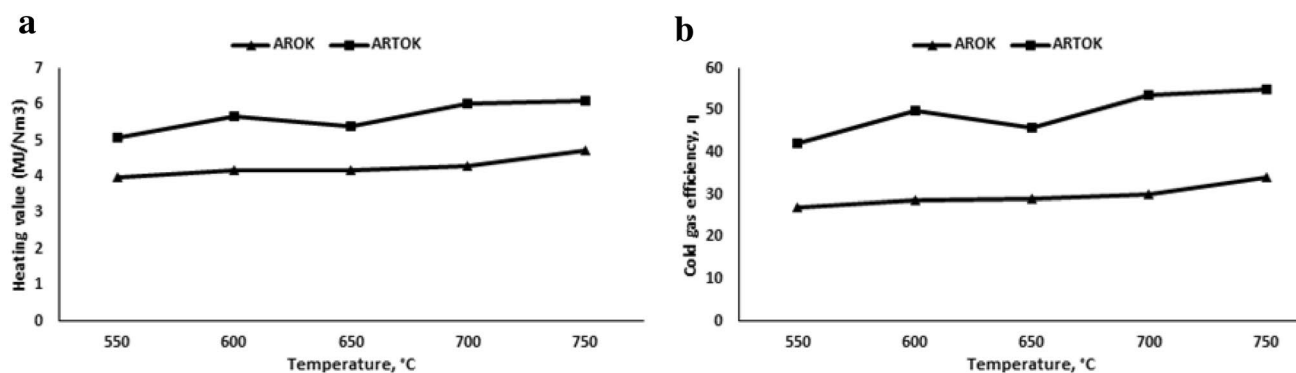 a
AROK ARTOK
Heating value (MJ/Nm3)
7
6
5
4
3
2
1
0
550 600 650 700 750
Temperature, °C
b
AROK ARTOK
Cold gas efficiency, η
60
50
40
30
20
10
0
550 600 650 700 750
Temperature, °C